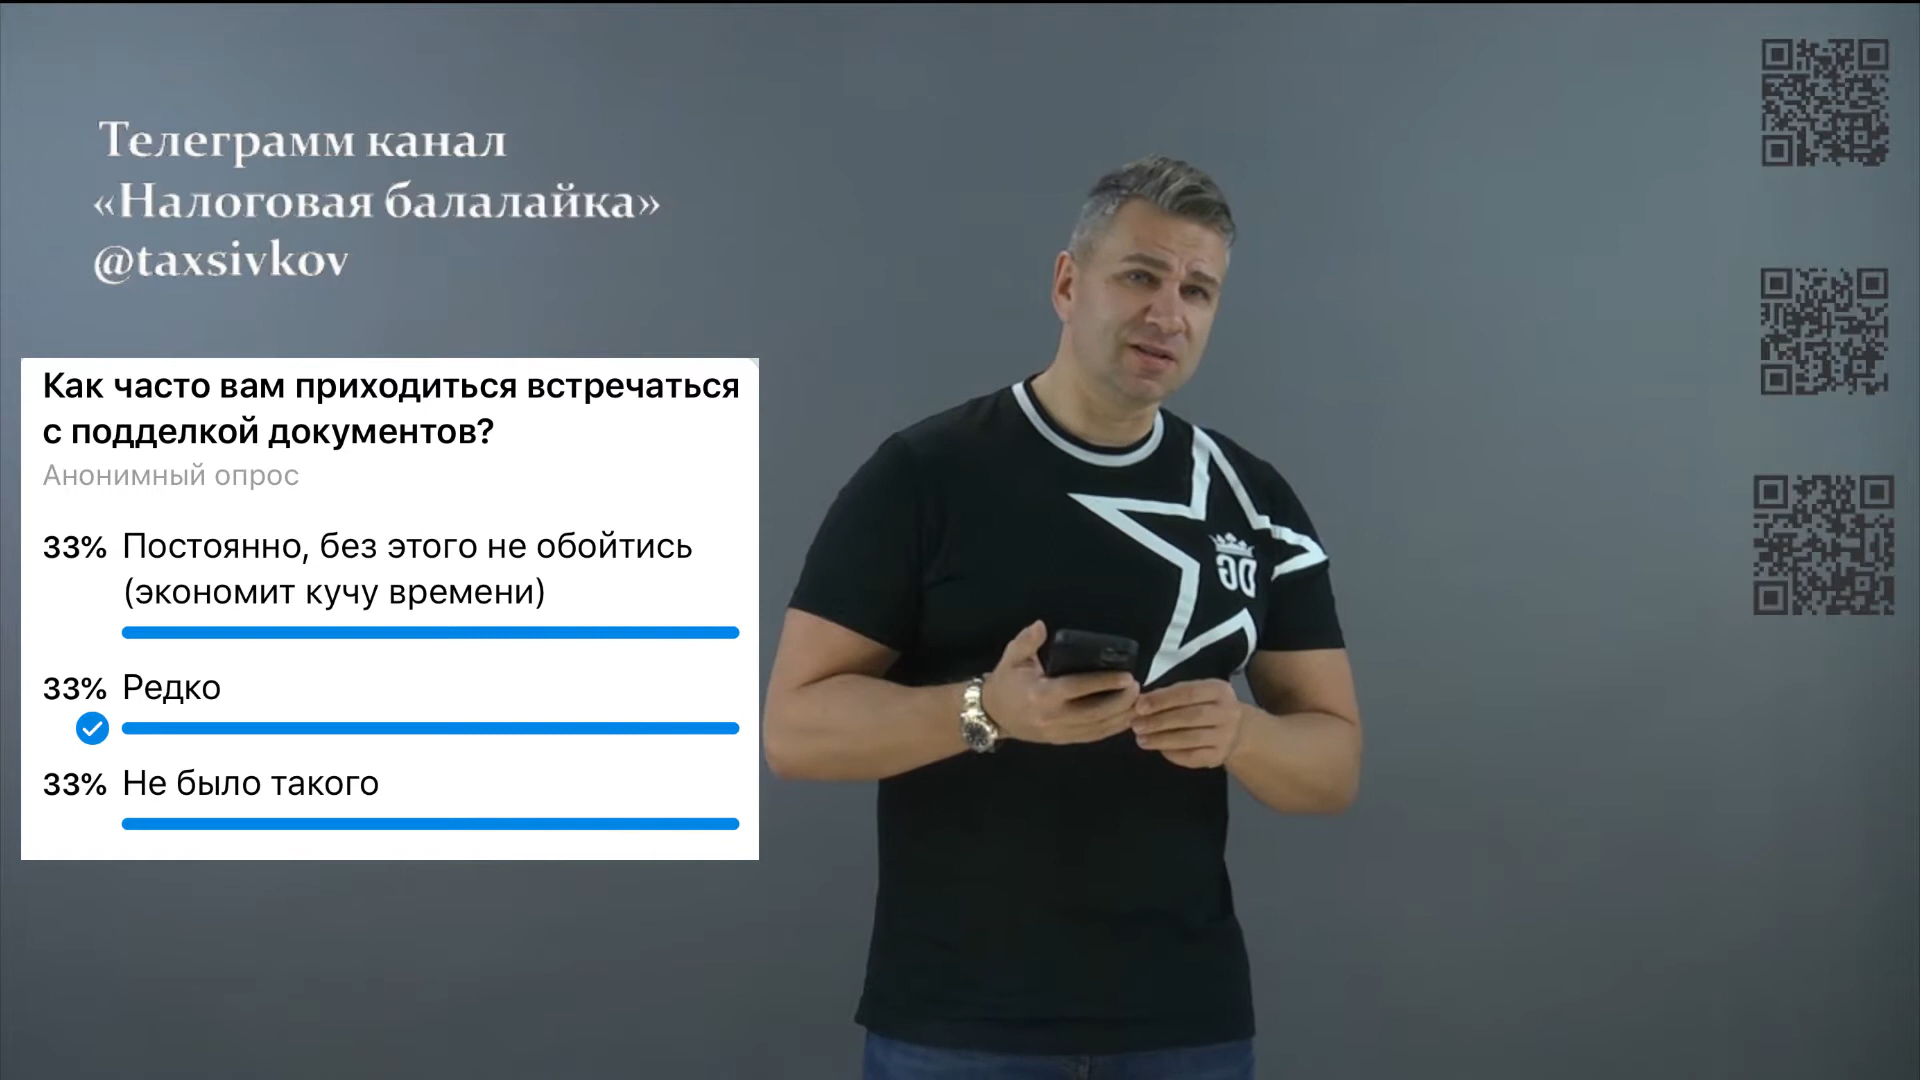 Телеграмм канал
«Налоговая балалайка»
@taxsivkov
Как часто вам приходиться встречаться
с подделкой документов?
Анонимный опрос
33% Постоянно, без этого не обойтись
(экономит кучу времени)
33% Редко
33% Не было такого
DG